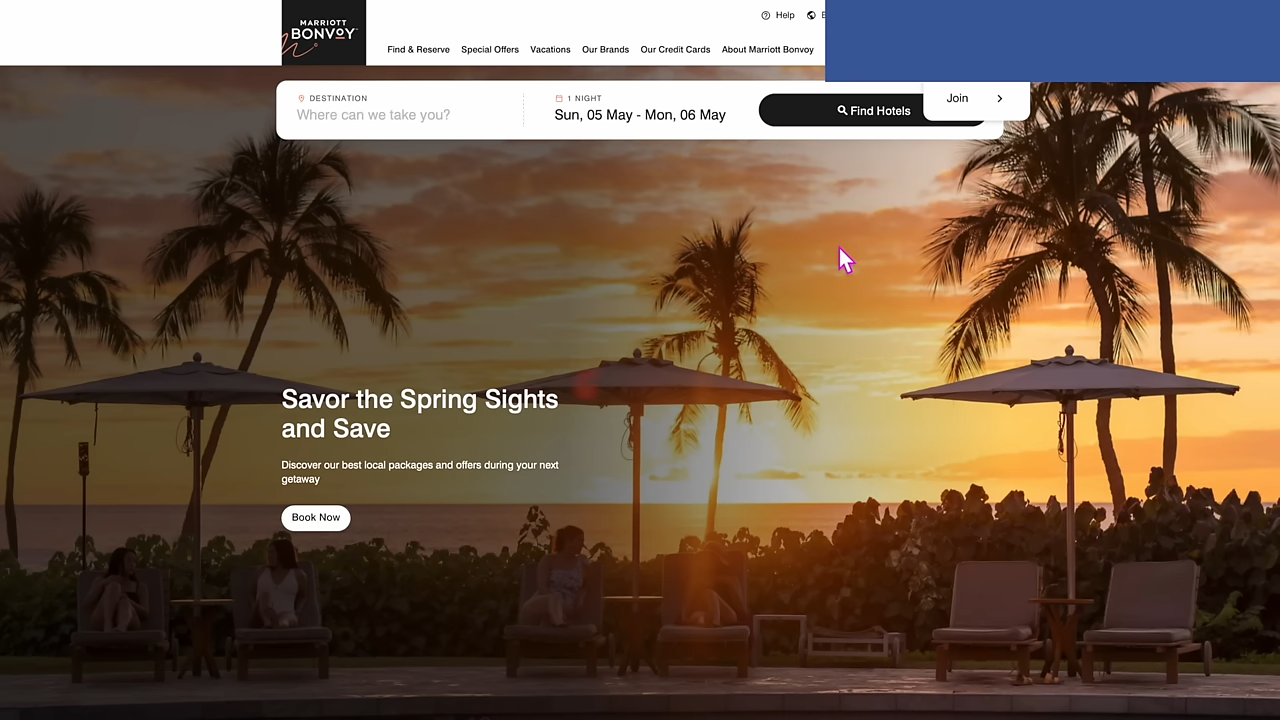 MARRIOTT
BONVOY
Help
Find & Reserve Special Offers Vacations Our Brands Our Credit Cards About Marriott Bonvoy
DESTINATION
Where can we take you?
1 NIGHT
Sun, 05 May - Mon, 06 May
Find Hotels
Join
Savor the Spring Sights
and Save
Discover our best local packages and offers during your next
getaway
Book Now